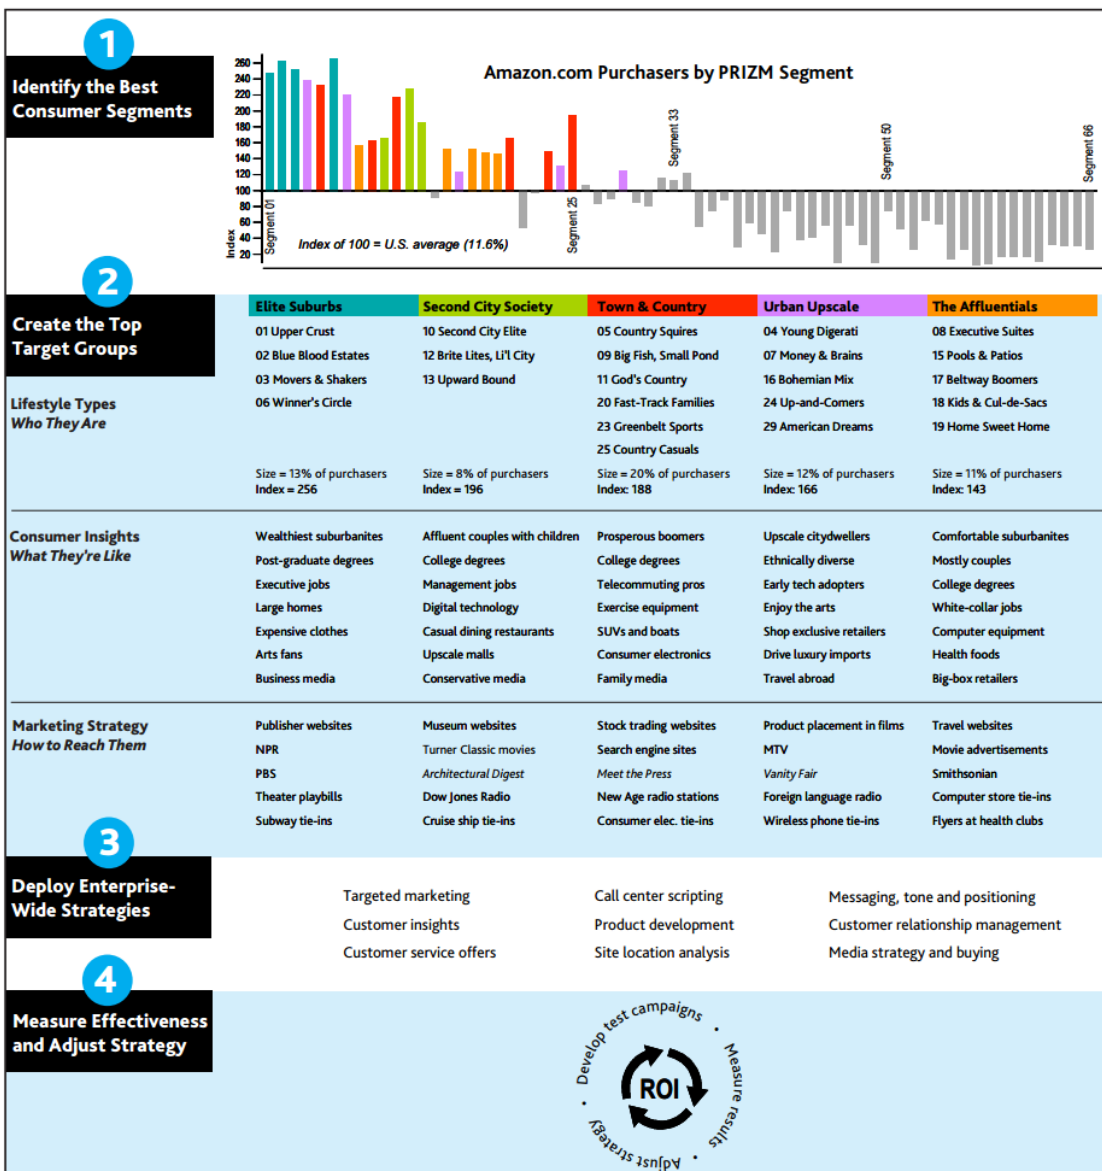 1
Identify the Best
Consumer Segments
Amazon.com Purchasers by PRIZM Segment
260
240
220
200
180
160
140
120
100
80
60
40
20
Index
Segment 01
Segment 25
Segment 33
Segment 50
Segment 66
Index of 100 = U.S. average (11.6%)
2
Create the Top
Target Groups
Elite Suburbs Second City Society Town & Country Urban Upscale The Affluentials
01 Upper Crust 10 Second City Elite 05 Country Squires 04 Young Digerati 08 Executive Suites
02 Blue Blood Estates 12 Brite Lites, Li'l City 09 Big Fish, Small Pond 07 Money & Brains 15 Pools & Patios
03 Movers & Shakers 13 Upward Bound 11 God's Country 16 Bohemian Mix 17 Beltway Boomers
Lifestyle Types 06 Winner's Circle 20 Fast-Track Families 24 Up-and-Comers 18 Kids & Cul-de-Sacs
Who They Are 23 Greenbelt Sports 29 American Dreams 19 Home Sweet Home
25 Country Casuals
Size = 13% of purchasers Size = 8% of purchasers Size = 20% of purchasers Size = 12% of purchasers Size = 11% of purchasers
Index = 256 Index = 196 Index: 188 Index: 166 Index: 143
Consumer Insights Wealthiest suburbanites Affluent couples with children Prosperous boomers Upscale citydwellers Comfortable suburbanites
What They're Like Post-graduate degrees College degrees College degrees Ethnically diverse Mostly couples
Executive jobs Management jobs Telecommuting pros Early tech adopters College degrees
Large homes Digital technology Exercise equipment Enjoy the arts White-collar jobs
Expensive clothes Casual dining restaurants SUVs and boats Shop exclusive retailers Computer equipment
Arts fans Upscale malls Consumer electronics Drive luxury imports Health foods
Business media Conservative media Family media Travel abroad Big-box retailers
Marketing Strategy Publisher websites Museum websites Stock trading websites Product placement in films Travel websites
How to Reach Them NPR Turner Classic movies Search engine sites MTV Movie advertisements
PBS Architectural Digest Meet the Press Vanity Fair Smithsonian
Theater playbills Dow Jones Radio New Age radio stations Foreign language radio Computer store tie-ins
Subway tie-ins Cruise ship tie-ins Consumer elec. tie-ins Wireless phone tie-ins Flyers at health clubs
3
Deploy Enterprise-
Wide Strategies
Targeted marketing Call center scripting Messaging, tone and positioning
Customer insights Product development Customer relationship management
Customer service offers Site location analysis Media strategy and buying
4
Measure Effectiveness
and Adjust Strategy
Develop test campaigns • Measure results • Adjust strategy •
ROI